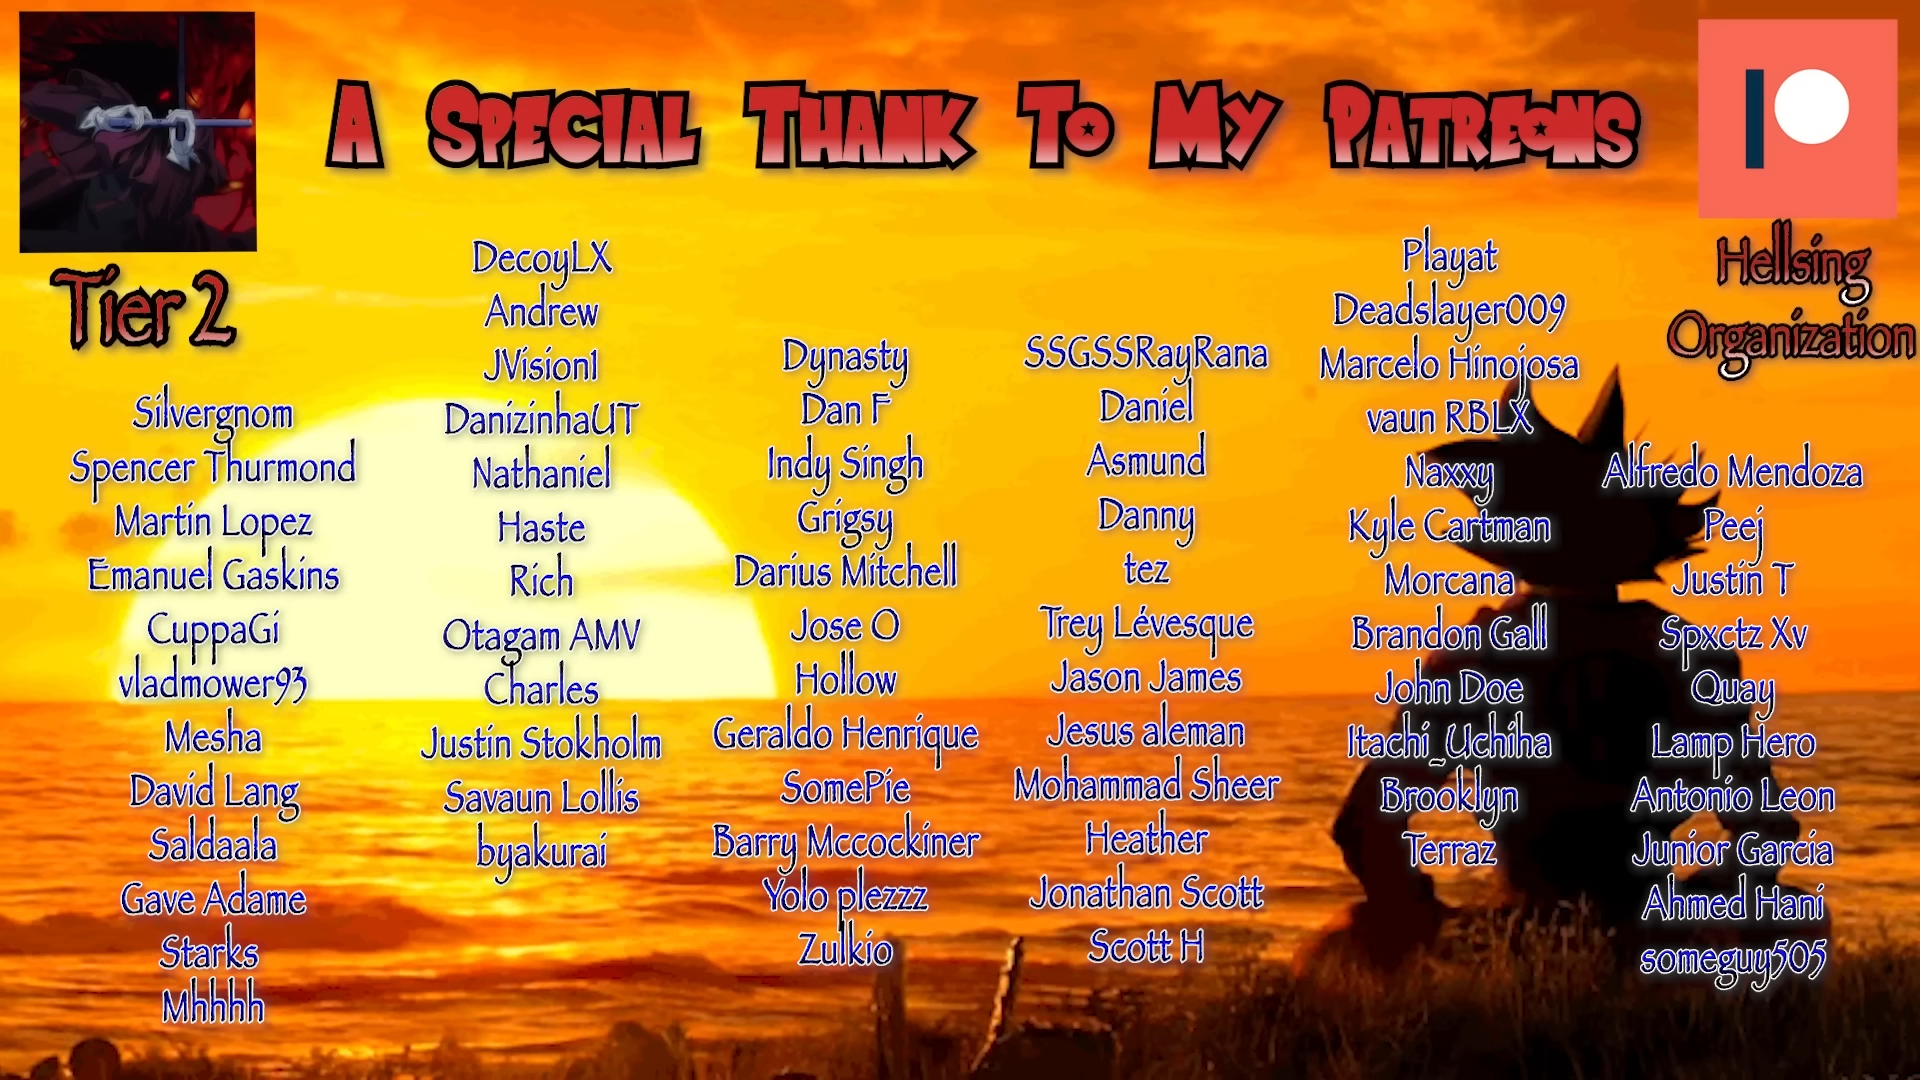 A Special Thank To My Patreons
Tier 2
Hellsing
Organization
Silvergnom
Spencer Thurmond
Martin Lopez
Emanuel Gaskins
CuppaGi
vladmower93
Mesha
David Lang
Saldaala
Gave Adame
Starks
Mhhhh
DecoyLX
Andrew
JVision1
DanizinhaUT
Nathaniel
Haste
Rich
Otagam AMV
Charles
Justin Stokholm
Savaun Lollis
byakurai
Dynasty
Dan F
Indy Singh
Grigsy
Darius Mitchell
Jose O
Hollow
Geraldo Henrique
SomePie
Barry Mccockiner
Yolo plezzz
Zulkio
SSGSSRayRana
Daniel
Asmund
Danny
tez
Trey Lévesque
Jason James
Jesus aleman
Mohammad Sheer
Heather
Jonathan Scott
Scott H
Playat
Deadslayer009
Marcelo Hinojosa
vaun RBLX
Naxxy
Kyle Cartman
Morcana
Brandon Gall
John Doe
Itachi_Uchiha
Brooklyn
Terraz
Alfredo Mendoza
Peej
Justin T
Spxctz Xv
Quay
Lamp Hero
Antonio Leon
Junior Garcia
Ahmed Hani
someguy505